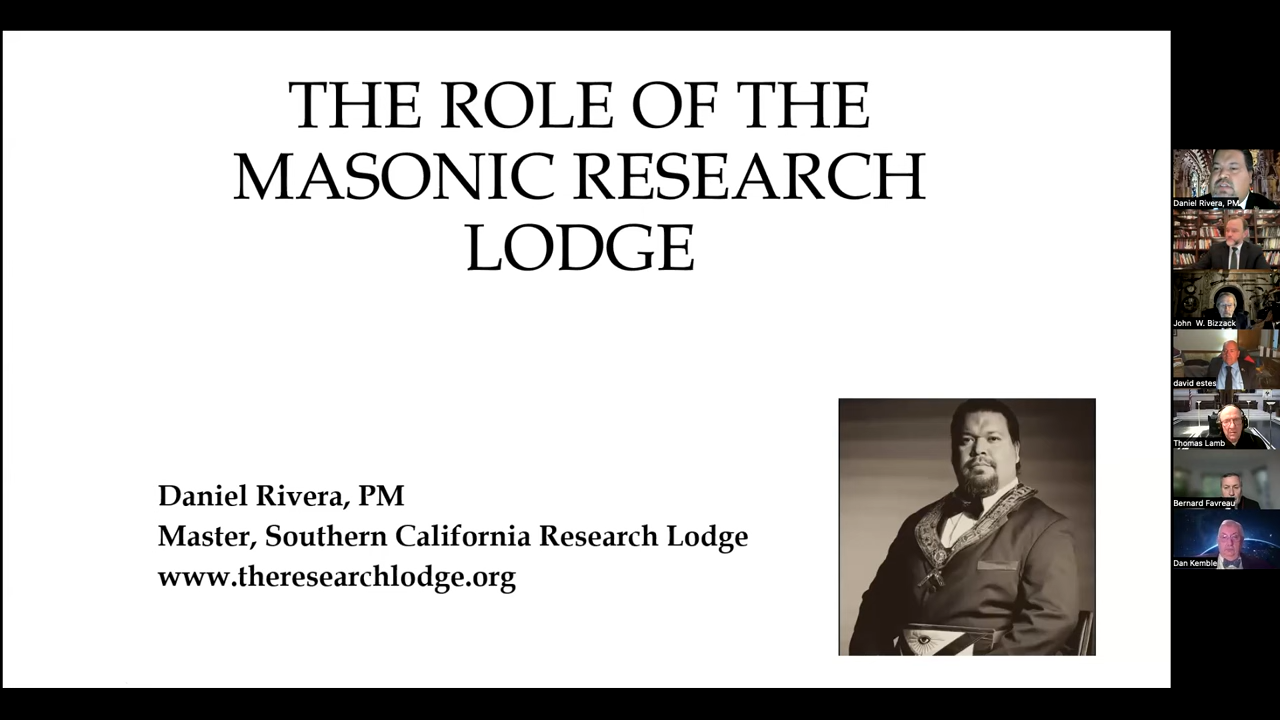 THE ROLE OF THE
MASONIC RESEARCH
LODGE
Daniel Rivera, PM
Master, Southern California Research Lodge
www.theresearchlodge.org
Daniel Rivera, PM
John W. Bizzack
david estes
Thomas Lamb
Bernard Favreau
Dan Kemble